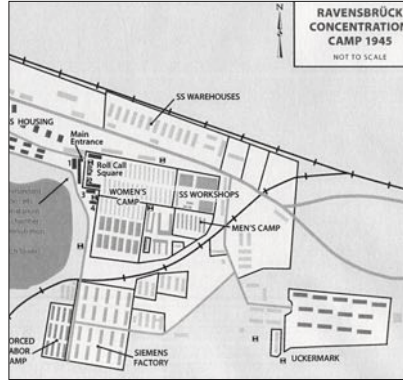 RAVENSBRÜCK
CONCENTRATION
CAMP 1945
NOT TO SCALE
N
SS WAREHOUSES
S HOUSING
Main
Entrance
Roll Call
Square
WOMEN'S
CAMP
SS WORKSHOPS
MEN'S CAMP
ORCED
ABOR
AMP
SIEMENS
FACTORY
UCKERMARK